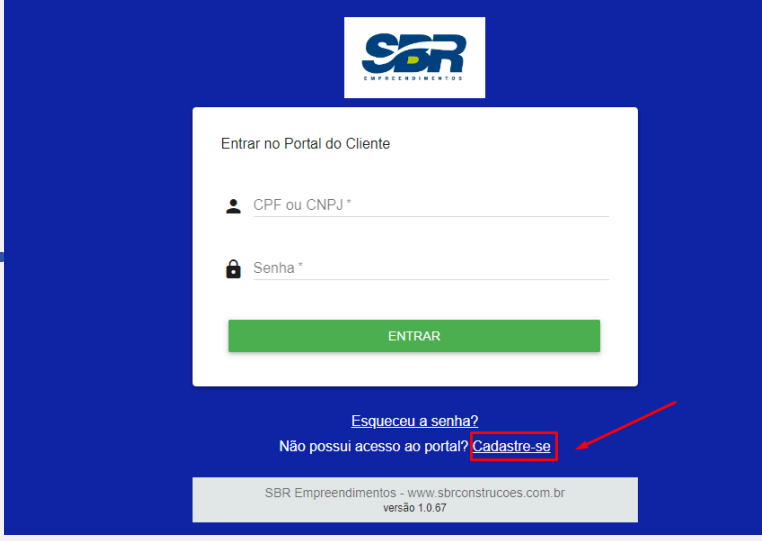 SBR
EMPREENDIMENTOS
Entrar no Portal do Cliente
CPF ou CNPJ *
Senha *
ENTRAR
Esqueceu a senha?
Não possui acesso ao portal? Cadastre-se
SBR Empreendimentos - www.sbrconstrucoes.com.br
versão 1.0.67